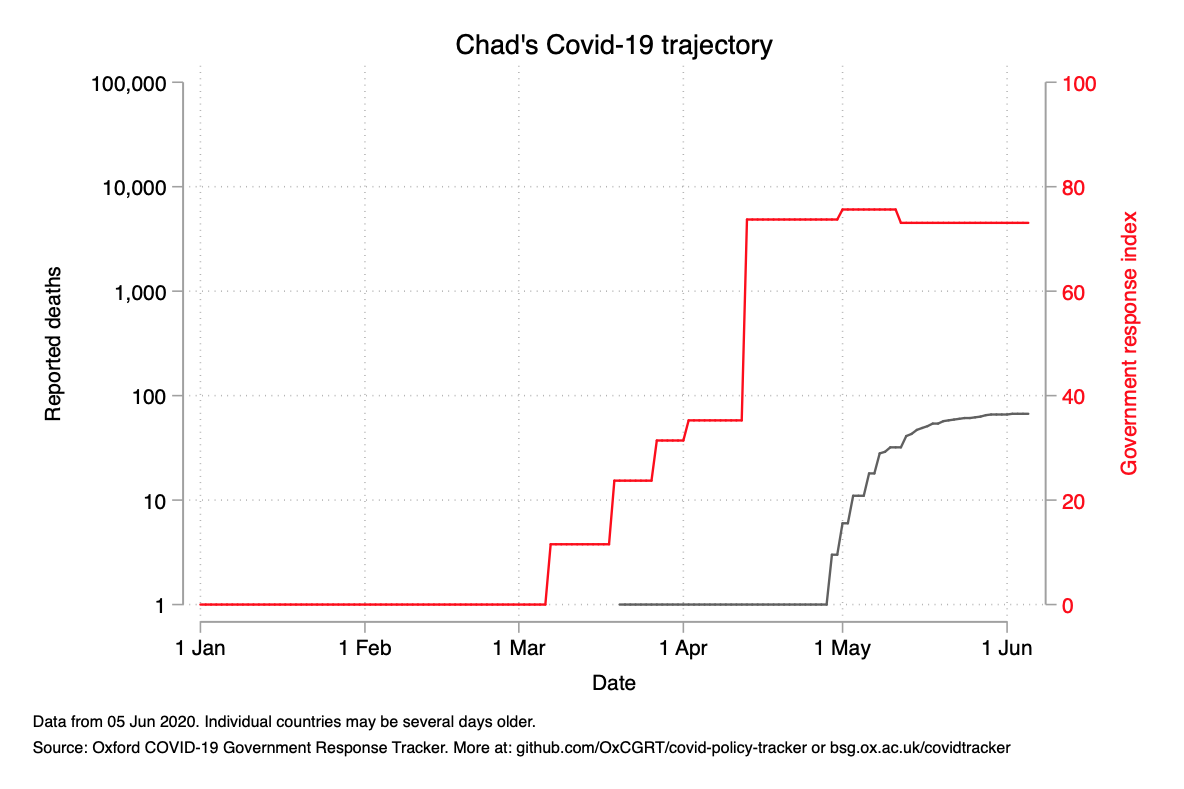 Chad's Covid-19 trajectory
100,000
10,000
1,000
100
10
1
Reported deaths
100
80
60
40
20
0
Government response index
1 Jan 1 Feb 1 Mar 1 Apr 1 May 1 Jun
Date
Data from 05 Jun 2020. Individual countries may be several days older.
Source: Oxford COVID-19 Government Response Tracker. More at: github.com/OxCGRT/covid-policy-tracker or bsg.ox.ac.uk/covidtracker